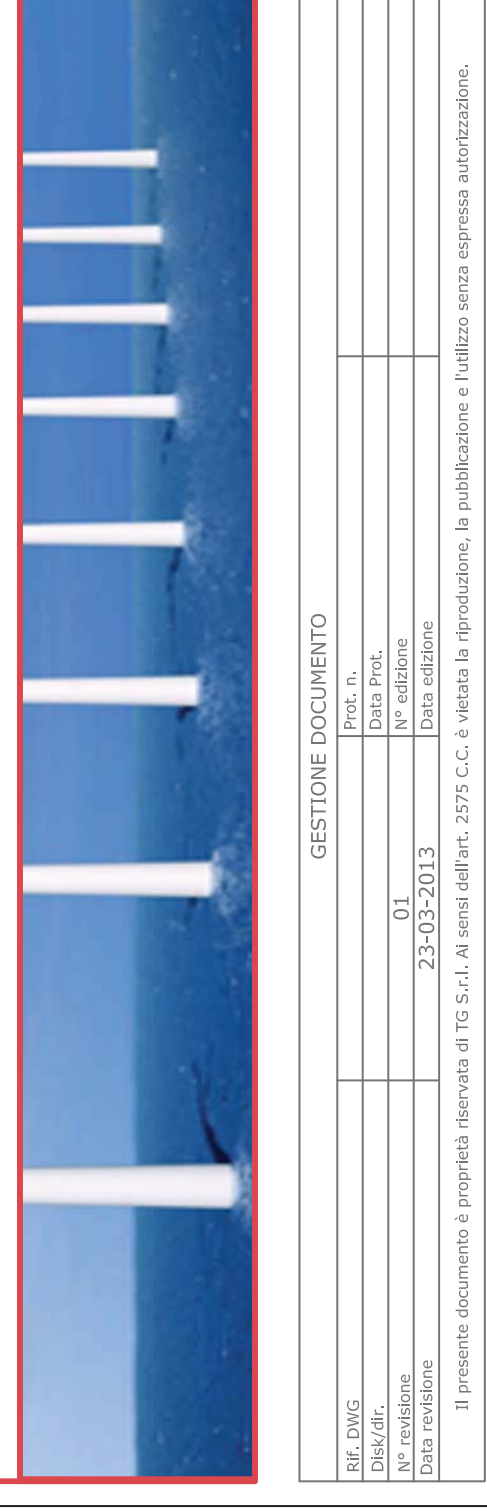 GESTIONE DOCUMENTO
Rif. DWG Prot. n.
Disk/dir. Data Prot.
N° revisione 01 N° edizione
Data revisione 23-03-2013 Data edizione
Il presente documento è proprietà riservata di TG S.r.l. Ai sensi dell'art. 2575 C.C. è vietata la riproduzione, la pubblicazione e l'utilizzo senza espressa autorizzazione.